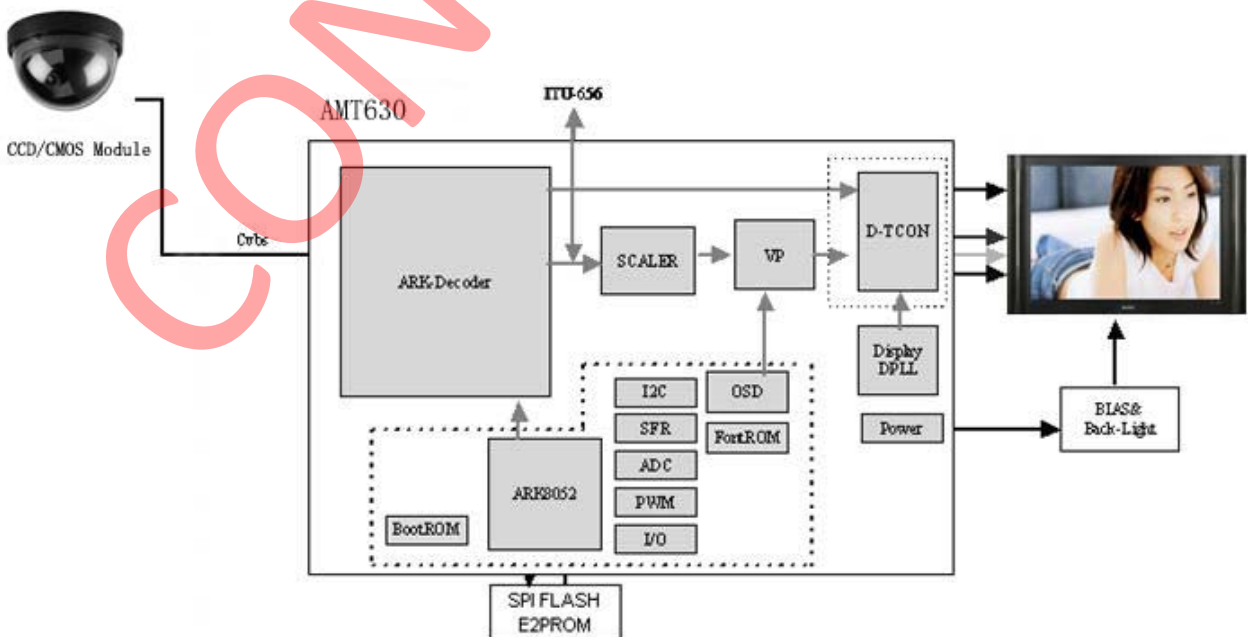 CON
ITU-656
AMT630
CCD/CMOS Module
Cvbs
ARK-Decoder
SCALER
VP
D-TCON
Display
DPLL
I2C
OSD
SFR
FontROM
Power
BIAS&
Back-Light
ADC
ARK8052
PWM
BootROM
I/O
SPI FLASH
E2PROM